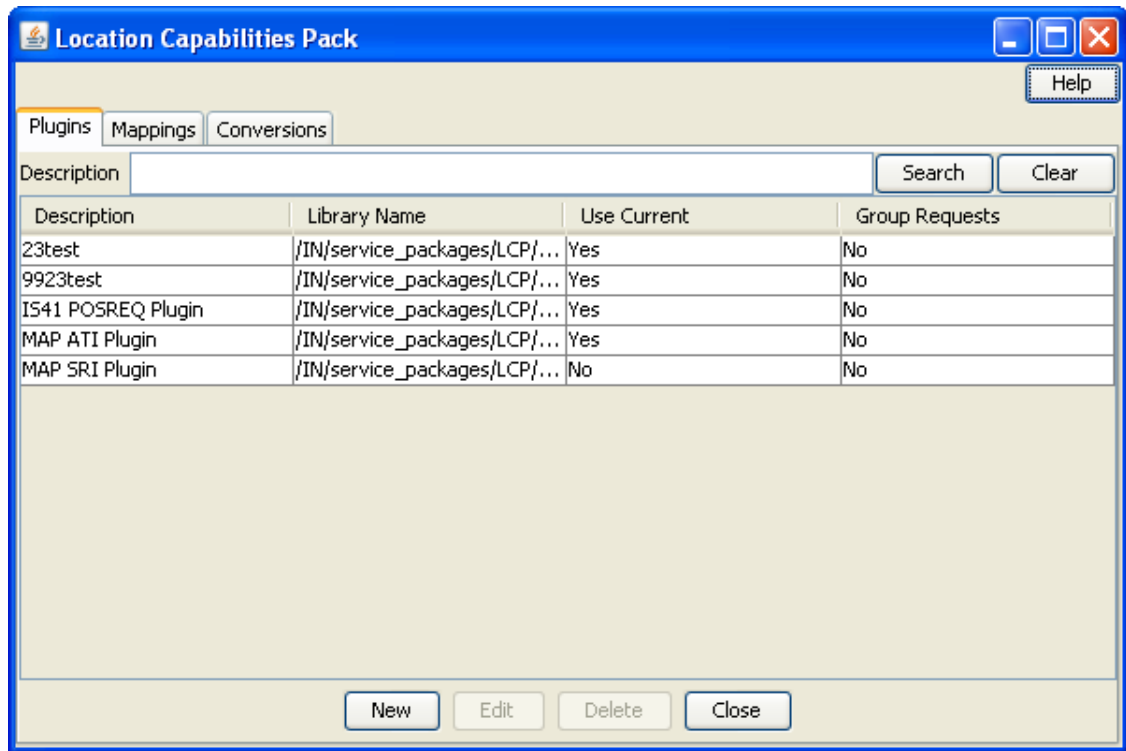 Location Capabilities Pack
Help
Plugins Mappings Conversions
Description Search Clear
Description Library Name Use Current Group Requests
23test /IN/service_packages/LCP/... Yes No
9923test /IN/service_packages/LCP/... Yes No
IS41 POSREQ Plugin /IN/service_packages/LCP/... Yes No
MAP ATI Plugin /IN/service_packages/LCP/... Yes No
MAP SRI Plugin /IN/service_packages/LCP/... No No
New Edit Delete Close